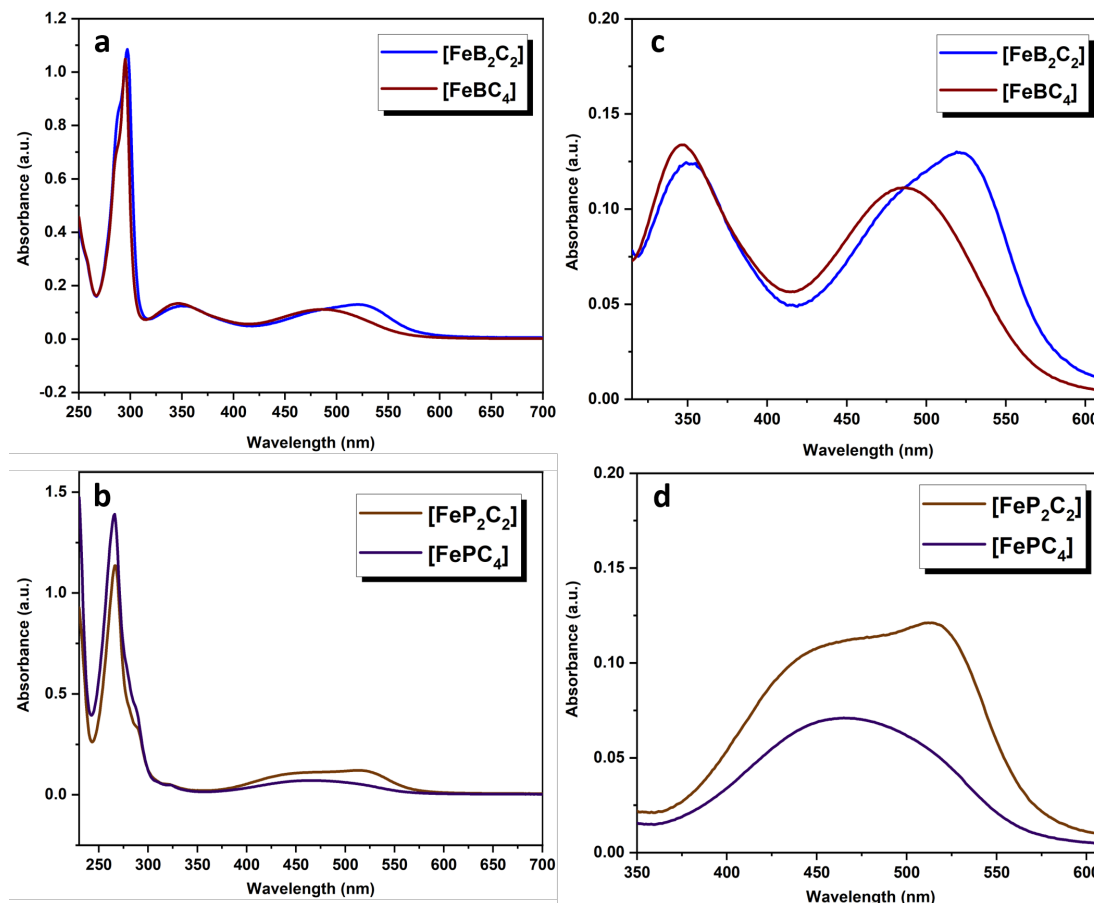 a
[FeB₂C₂]
[FeBC₄]
Absorbance (a.u.)
1.2
1.0
0.8
0.6
0.4
0.2
0.0
-0.2
250 300 350 400 450 500 550 600 650 700
Wavelength (nm)
c
[FeB₂C₂]
[FeBC₄]
Absorbance (a.u.)
0.20
0.15
0.10
0.05
0.00
350 400 450 500 550 600
Wavelength (nm)
b
[FeP₂C₂]
[FePC₄]
Absorbance (a.u.)
1.5
1.0
0.5
0.0
250 300 350 400 450 500 550 600 650 700
Wavelength (nm)
d
[FeP₂C₂]
[FePC₄]
Absorbance (a.u.)
0.20
0.15
0.10
0.05
0.00
350 400 450 500 550 600
Wavelength (nm)